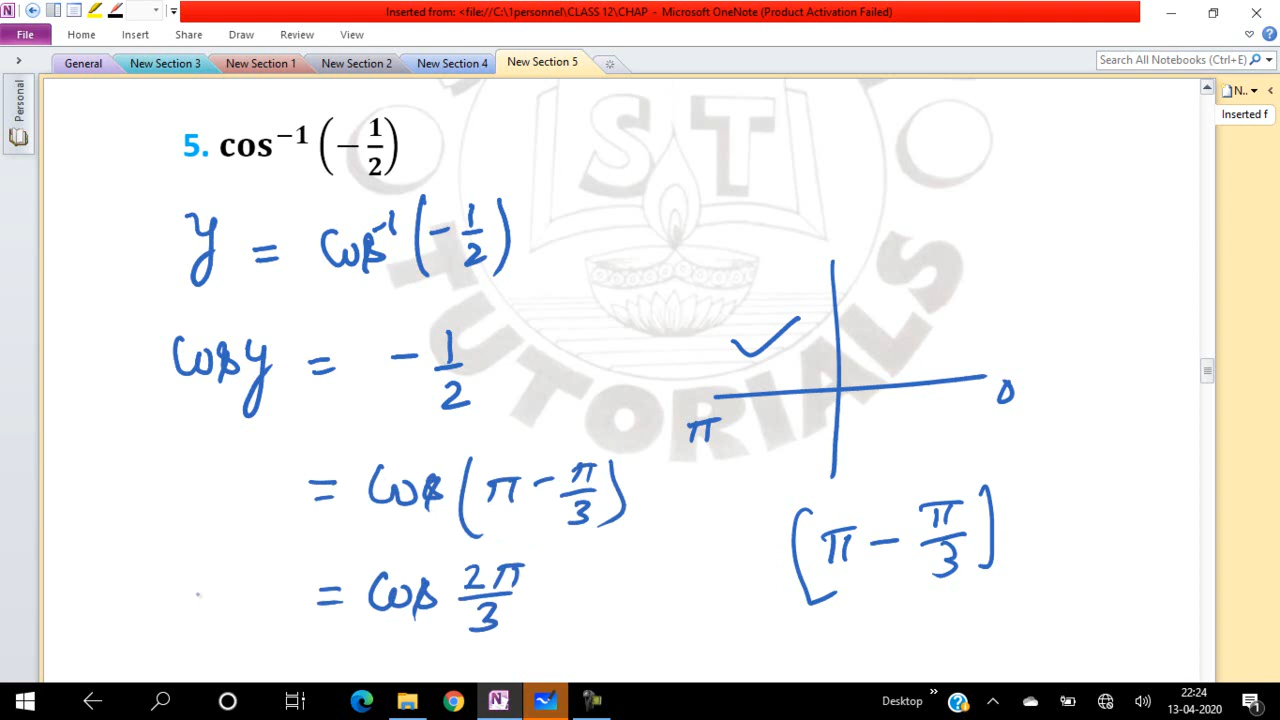 Inserted from: <file://C:\1personnel\CLASS 12\CHAP - Microsoft OneNote (Product Activation Failed)
File Home Insert Share Draw Review View
General New Section 3 New Section 1 New Section 2 New Section 4 New Section 5
Search All Notebooks (Ctrl+E)
N..
Personal
Inserted f
ST
TUTORIALS
5. cos⁻¹ (−1/2)
y = cos⁻¹ (−1/2)
cos y = −1/2
π 0
= cos (π − π/3)
[π − π/3]
= cos 2π/3
Desktop
22:24
13-04-2020
1